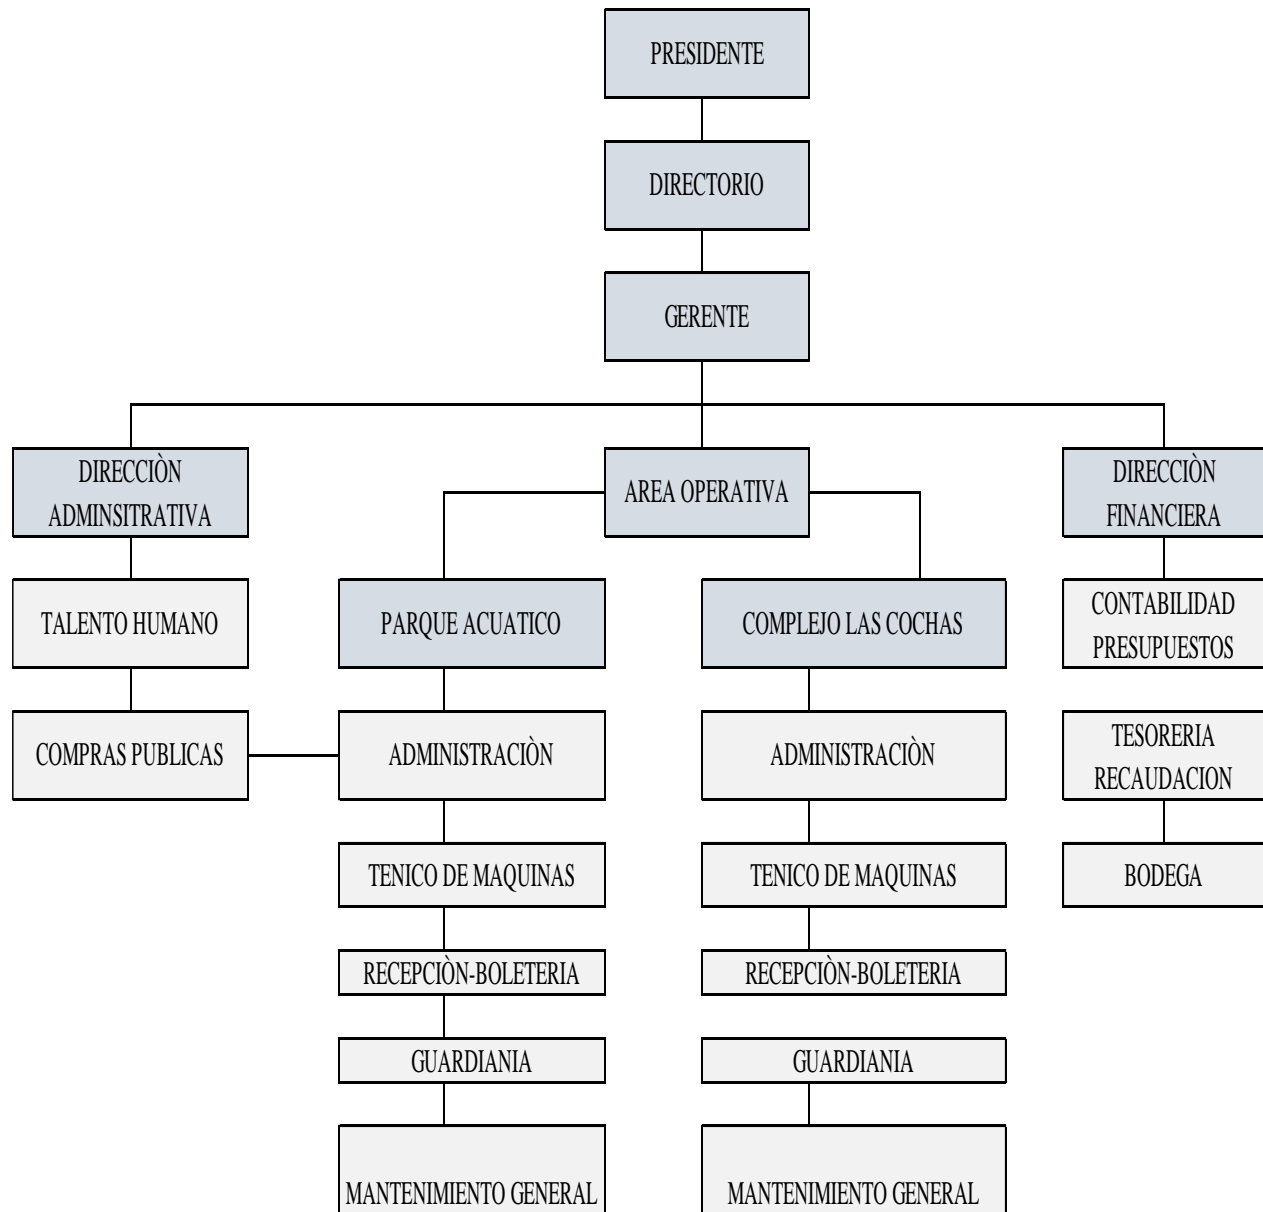 PRESIDENTE
DIRECTORIO
GERENTE
DIRECCIÒN
ADMINSITRATIVA
AREA OPERATIVA
DIRECCIÒN
FINANCIERA
TALENTO HUMANO
PARQUE ACUATICO
COMPLEJO LAS COCHAS
CONTABILIDAD
PRESUPUESTOS
COMPRAS PUBLICAS
ADMINISTRACIÒN
ADMINISTRACIÒN
TESORERIA
RECAUDACION
TENICO DE MAQUINAS
TENICO DE MAQUINAS
BODEGA
RECEPCIÒN-BOLETERIA
RECEPCIÒN-BOLETERIA
GUARDIANIA
GUARDIANIA
MANTENIMIENTO GENERAL
MANTENIMIENTO GENERAL